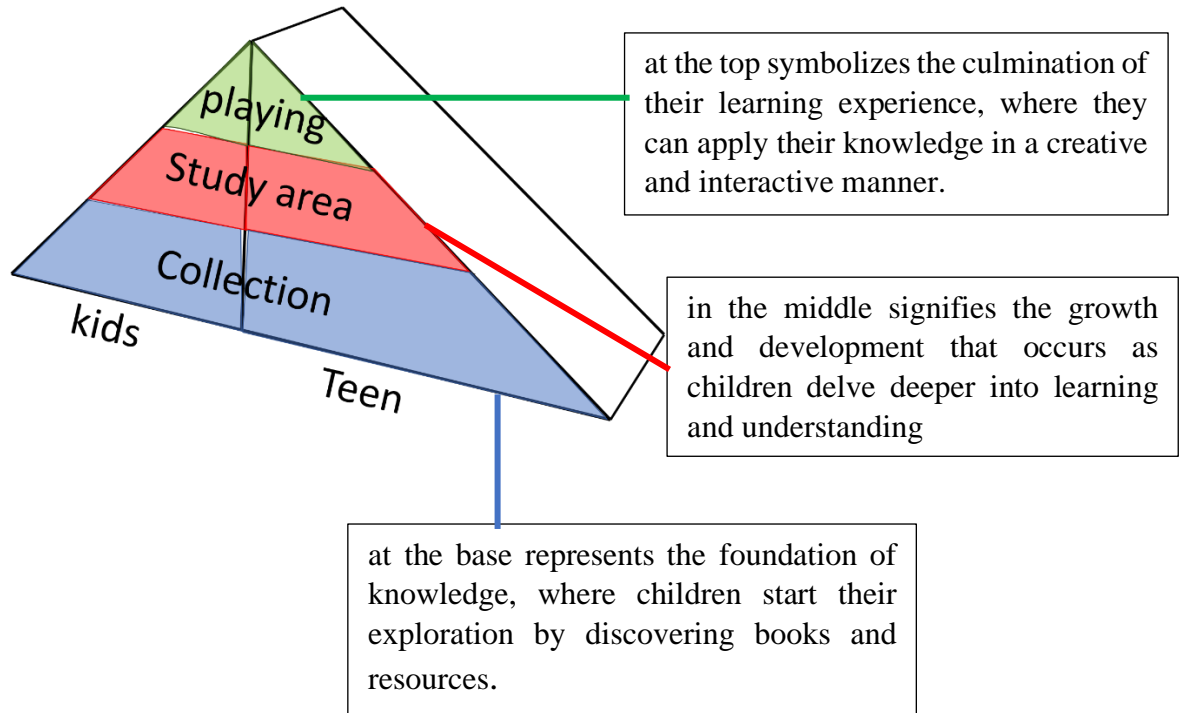 playing
Study area
Collection
kids
Teen
at the top symbolizes the culmination of
their learning experience, where they
can apply their knowledge in a creative
and interactive manner.
in the middle signifies the growth
and development that occurs as
children delve deeper into learning
and understanding
at the base represents the foundation of
knowledge, where children start their
exploration by discovering books and
resources.